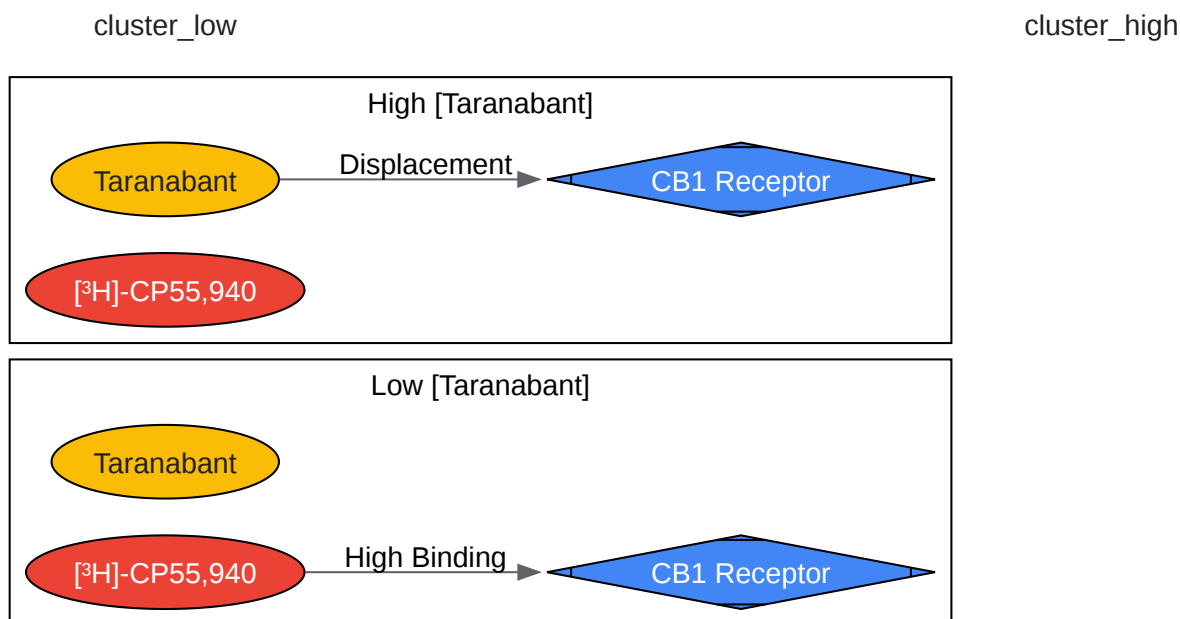 cluster_low
cluster_high
High [Taranabant]
Taranabant
Displacement
CB1 Receptor
[³H]-CP55,940
Low [Taranabant]
Taranabant
[³H]-CP55,940
High Binding
CB1 Receptor